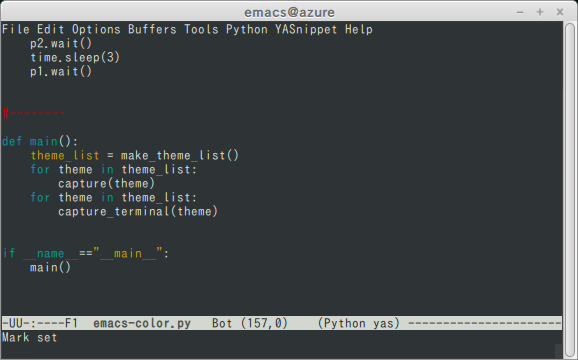 emacs@azure
File Edit Options Buffers Tools Python YASnippet Help
    p2.wait()
    time.sleep(3)
    p1.wait()
#--------
def main():
    theme_list = make_theme_list()
    for theme in theme_list:
        capture(theme)
    for theme in theme_list:
        capture_terminal(theme)
if __name__=="__main__":
    main()
-UU-:----F1  emacs-color.py   Bot (157,0)    (Python yas) ----------------------
Mark set